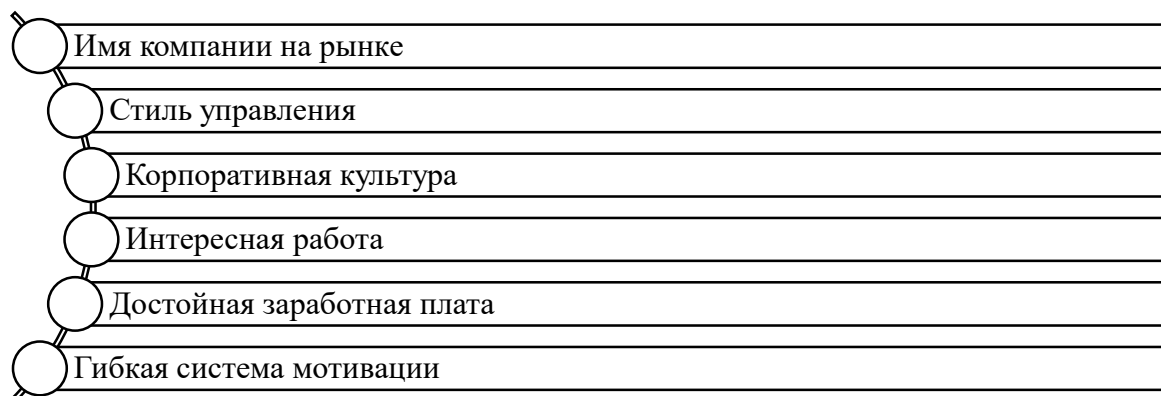 Имя компании на рынке
Стиль управления
Корпоративная культура
Интересная работа
Достойная заработная плата
Гибкая система мотивации